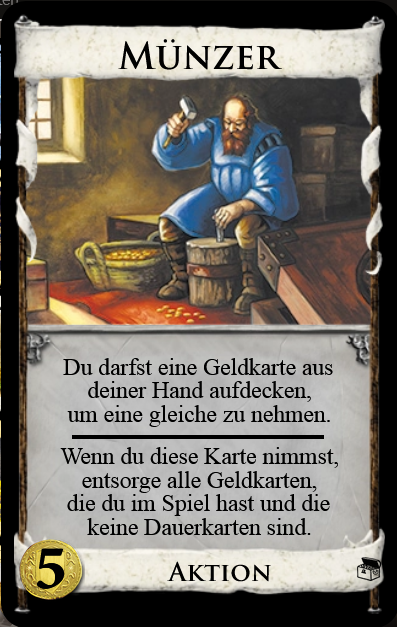 MÜNZER
Du darfst eine Geldkarte aus
deiner Hand aufdecken,
um eine gleiche zu nehmen.
Wenn du diese Karte nimmst,
entsorge alle Geldkarten,
die du im Spiel hast und die
keine Dauerkarten sind.
5
AKTION